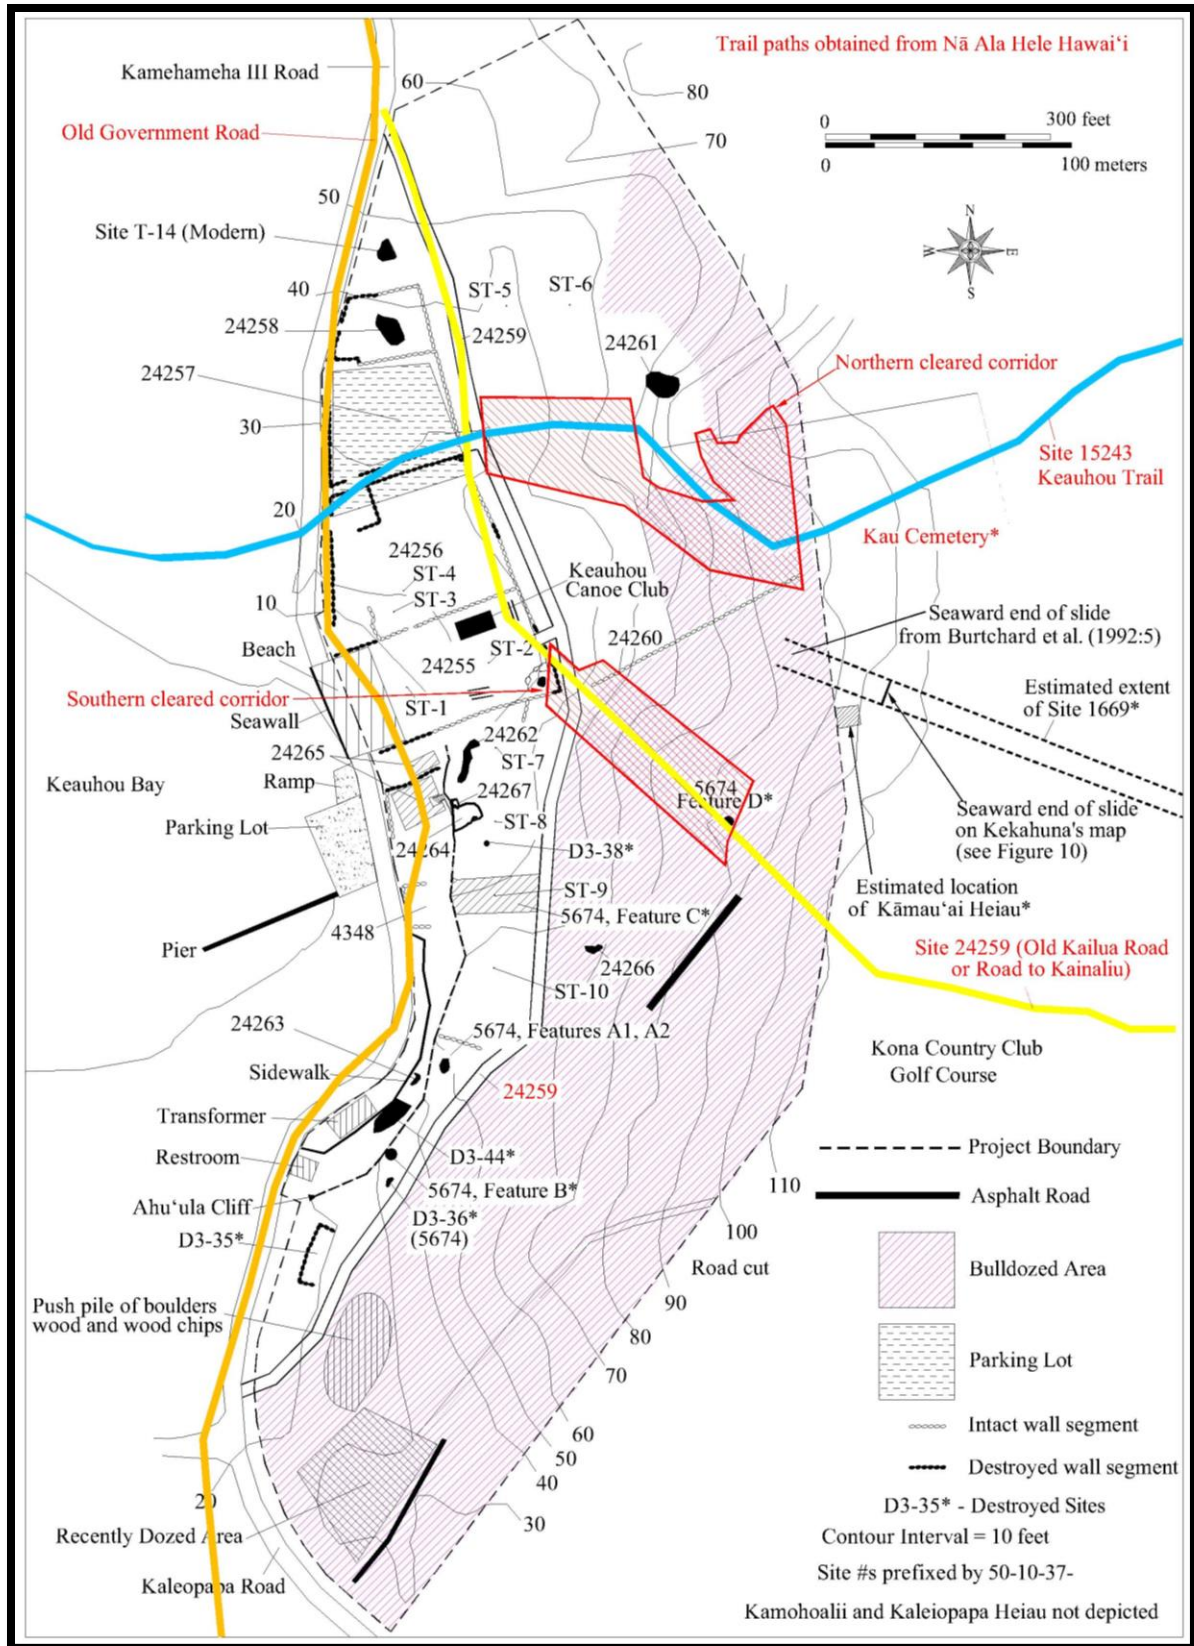 Trail paths obtained from Nā Ala Hele Hawai‘i
Kamehameha III Road
60
80
Old Government Road
0
300 feet
70
0
100 meters
50
Site T-14 (Modern)
N
W
E
S
40
ST-5
ST-6
24258
24259
24261
Northern cleared corridor
24257
30
Site 15243
Keauhou Trail
20
Kau Cemetery*
24256
ST-4
ST-3
Keauhou
Canoe Club
10
24260
Seaward end of slide
from Burtchard et al. (1992:5)
Beach
ST-2
24255
Estimated extent
of Site 1669*
Southern cleared corridor
ST-1
Seawall
24262
24265
ST-7
Ramp
Keauhou Bay
24267
5674
Feature D*
Seaward end of slide
on Kekahuna's map
(see Figure 10)
Parking Lot
ST-8
24264
D3-38*
ST-9
Estimated location
of Kāmau‘ai Heiau*
5674, Feature C*
4348
Pier
24266
Site 24259 (Old Kailua Road
or Road to Kainaliu)
ST-10
24263
5674, Features A1, A2
Kona Country Club
Golf Course
Sidewalk
24259
Transformer
Project Boundary
Restroom
D3-44*
110
5674, Feature B*
Asphalt Road
Ahu‘ula Cliff
D3-36*
(5674)
D3-35*
100
Road cut
Bulldozed Area
90
Push pile of boulders
wood and wood chips
80
Parking Lot
70
Intact wall segment
60
50
Destroyed wall segment
40
20
D3-35* - Destroyed Sites
30
Recently Dozed Area
Contour Interval = 10 feet
Site #s prefixed by 50-10-37-
Kaleopapa Road
Kamohoalii and Kaleiopapa Heiau not depicted